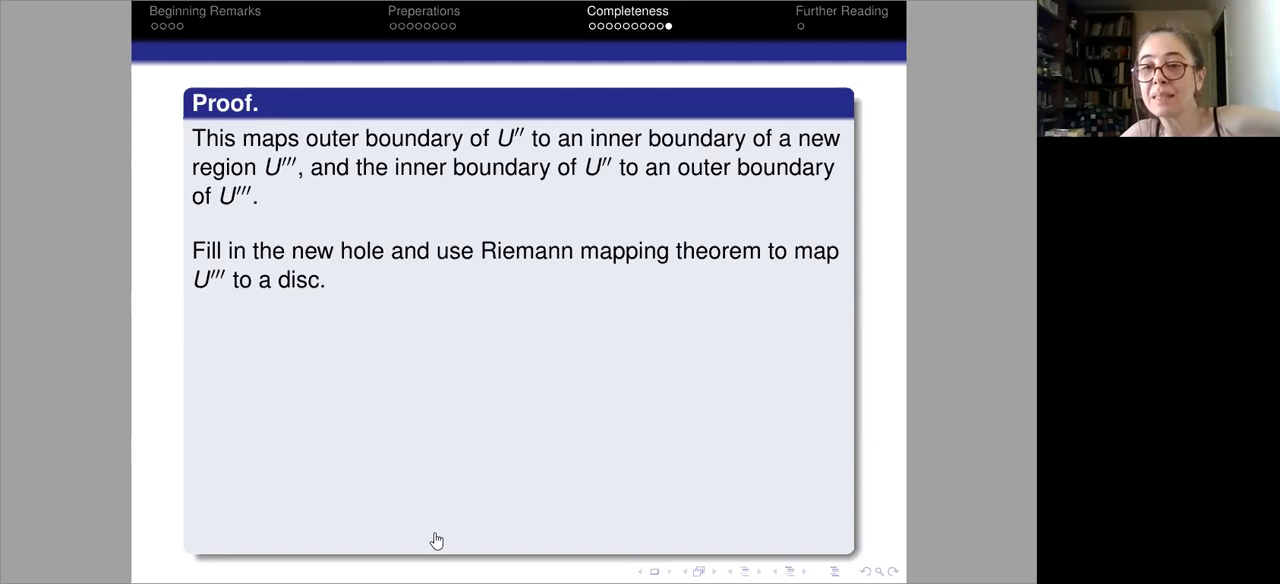 Beginning Remarks Preperations Completeness Further Reading
Proof.
This maps outer boundary of U″ to an inner boundary of a new
region U‴, and the inner boundary of U″ to an outer boundary
of U‴.
Fill in the new hole and use Riemann mapping theorem to map
U‴ to a disc.